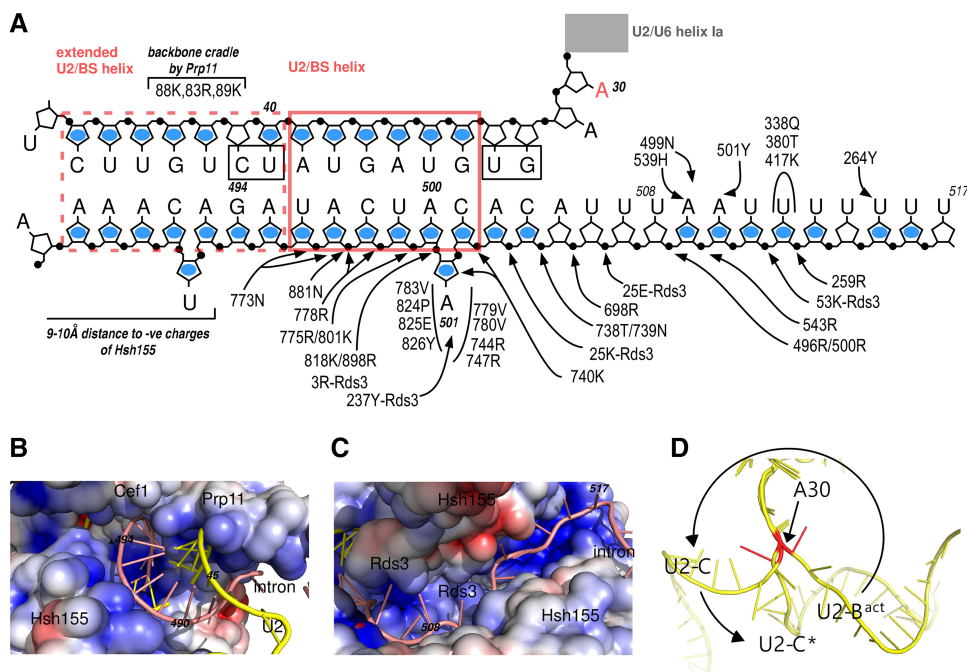 A
U2/U6 helix Ia
extended
U2/BS helix
backbone cradle
by Prp11
88K,83R,89K
U2/BS helix
40
A 30
U
A
C U U G U C U A U G A U G U G
494
500
A
A A A C A G A U A C U A C A C A U U U A A U U U U U U U
U
A
501
499N
539H
501Y
338Q
380T
417K
264Y
508
517
9-10Å distance to -ve charges
of Hsh155
773N
881N
778R
775R/801K
818K/898R
3R-Rds3
237Y-Rds3
783V
824P
825E
826Y
779V
780V
744R
747R
740K
25K-Rds3
738T/739N
698R
25E-Rds3
259R
53K-Rds3
543R
496R/500R
B
Cef1
Prp11
494
45
intron
490
Hsh155
U2
C
517
Hsh155
intron
Rds3
Rds3
508
Hsh155
D
A30
U2-C
U2-Bact
U2-C*